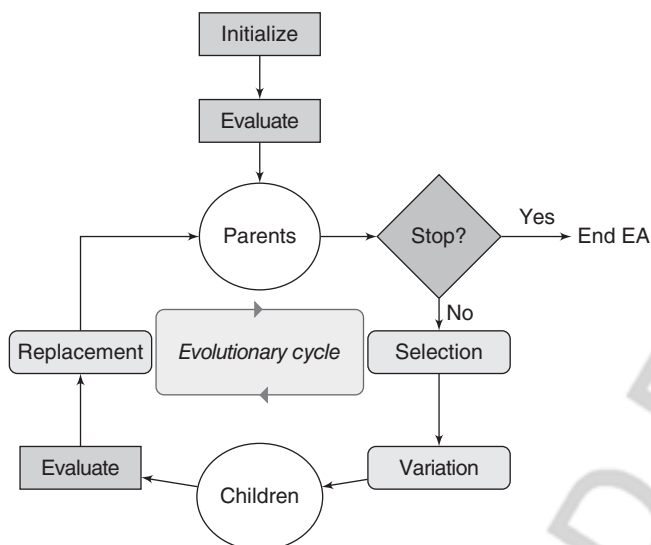 Initialize
Evaluate
Parents
Stop?
Yes
End EA
No
Replacement
Evolutionary cycle
Selection
Evaluate
Children
Variation